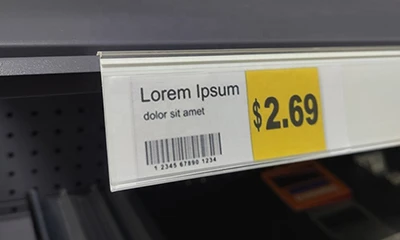 Lorem Ipsum
dolor sit amet
$2.69
1 2345 67890 1234